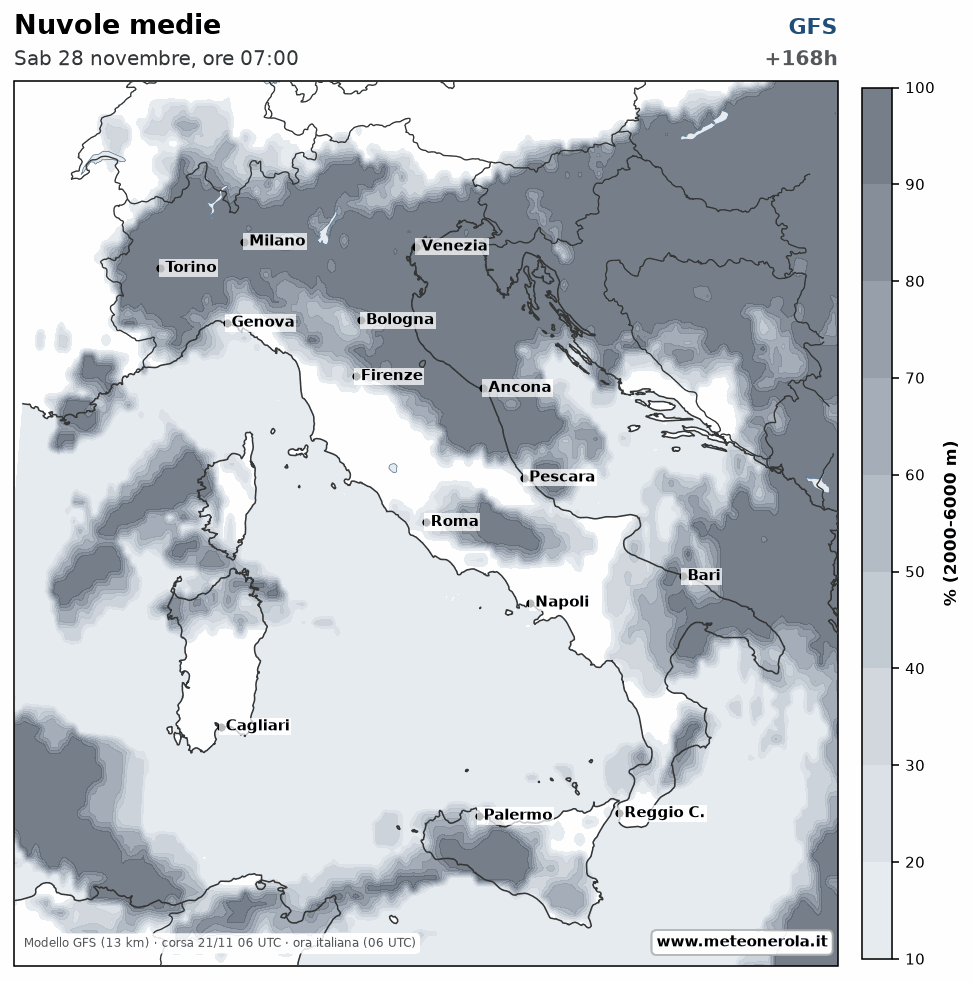 Nuvole medie
GFS
Sab 28 novembre, ore 07:00
+168h
100
90
80
70
60
50
40
30
20
10
% (2000-6000 m)
Milano
Venezia
Torino
Genova
Bologna
Firenze
Ancona
Pescara
Roma
Bari
Napoli
Cagliari
Palermo
Reggio C.
Modello GFS (13 km) · corsa 21/11 06 UTC · ora italiana (06 UTC)
www.meteonerola.it